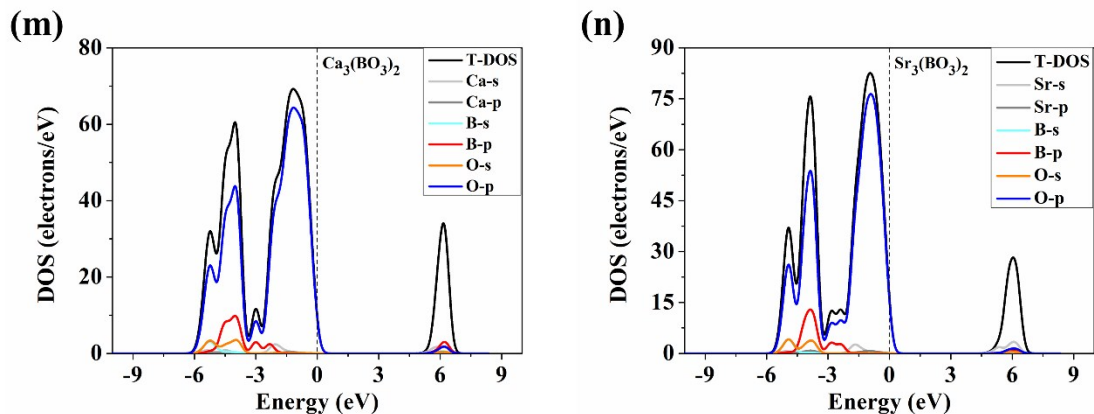 (m)
80
60
40
20
0
DOS (electrons/eV)
-9 -6 -3 0 3 6 9
Energy (eV)
Ca₃(BO₃)₂
T-DOS
Ca-s
Ca-p
B-s
B-p
O-s
O-p
(n)
90
75
60
45
30
15
0
DOS (electrons/eV)
-9 -6 -3 0 3 6 9
Energy (eV)
Sr₃(BO₃)₂
T-DOS
Sr-s
Sr-p
B-s
B-p
O-s
O-p